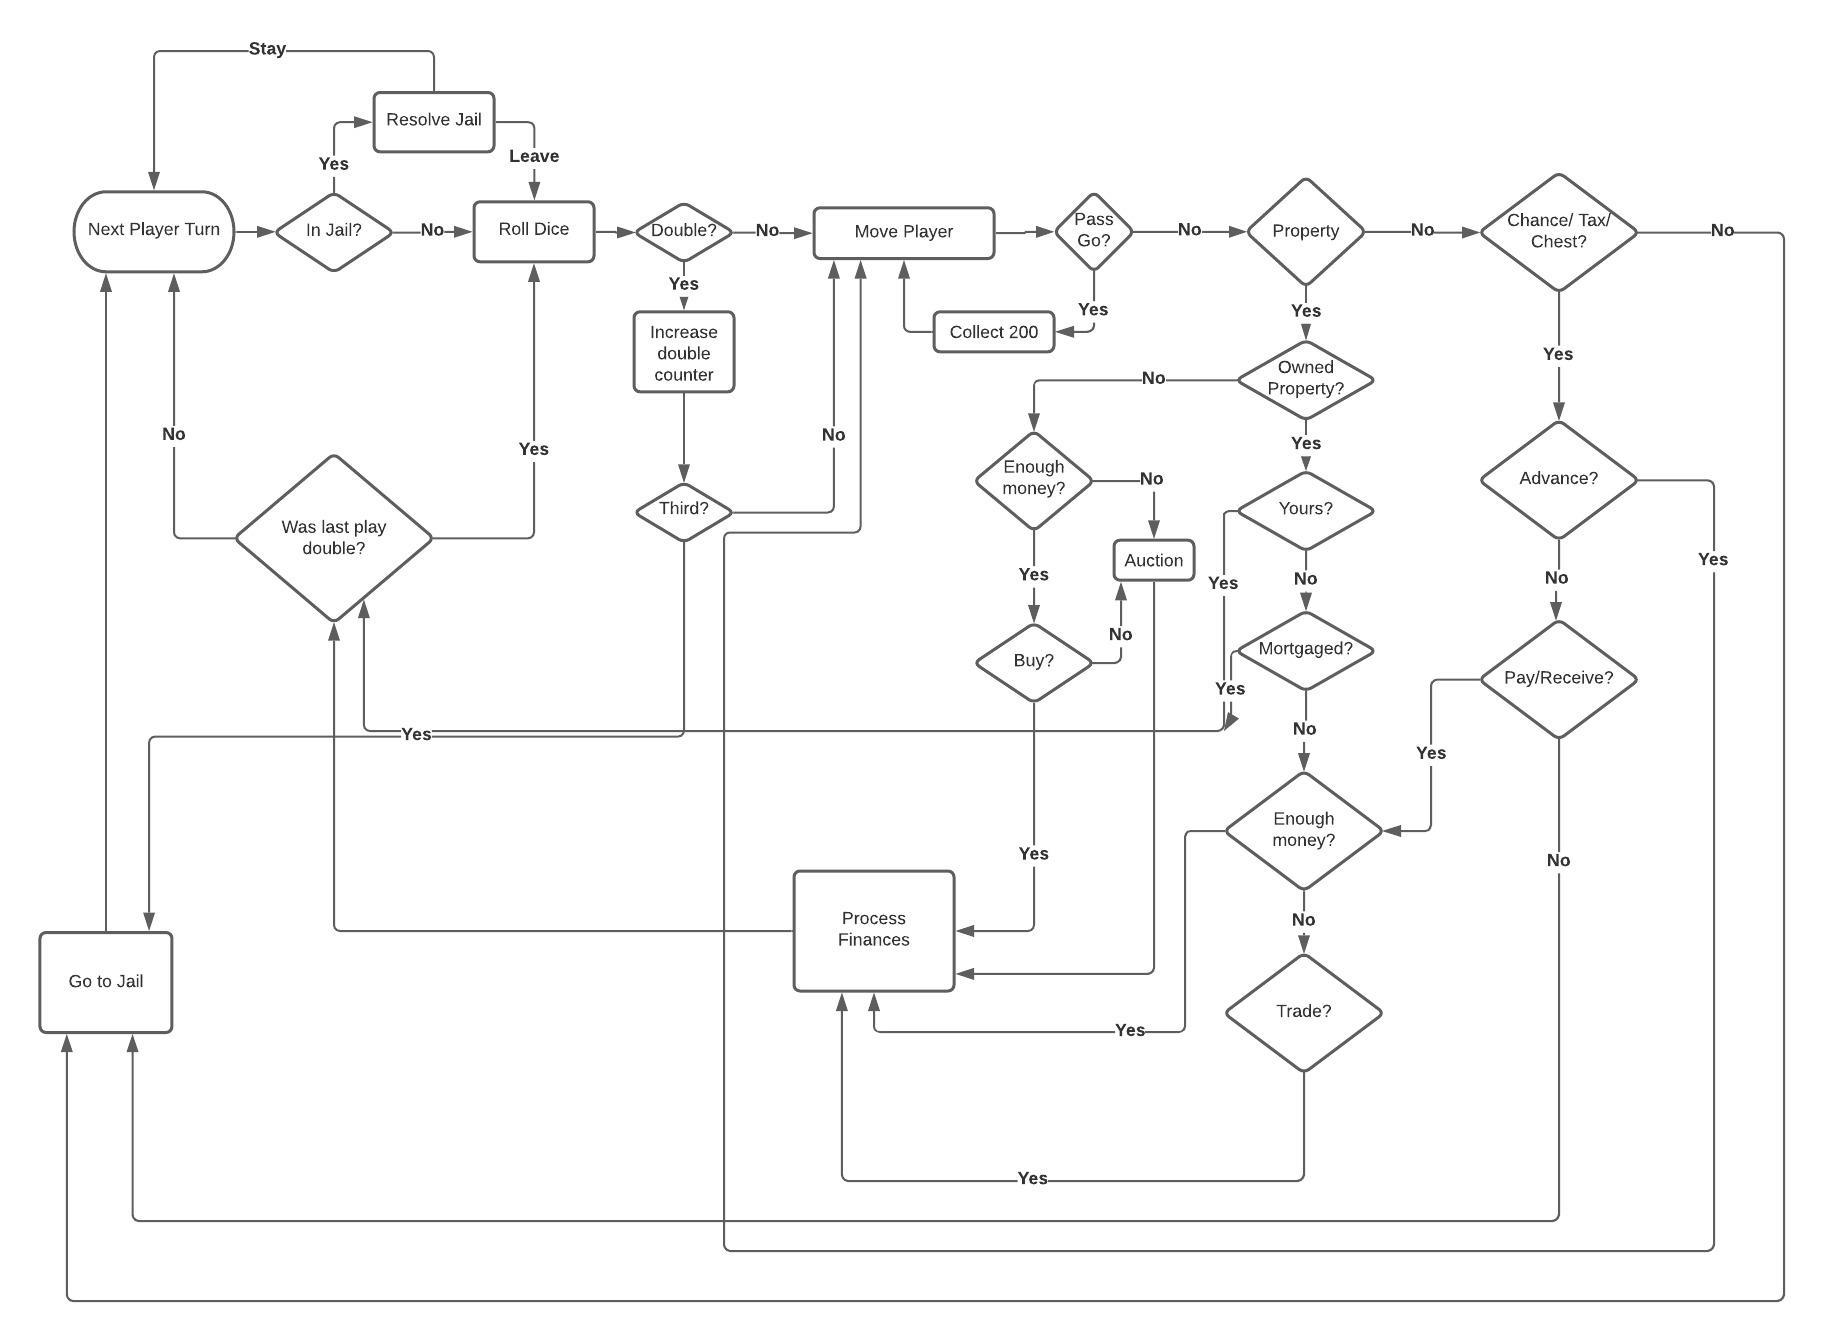 Stay
Resolve Jail
Yes
Leave
Next Player Turn
In Jail?
No
Roll Dice
Double?
No
Move Player
Pass
Go?
No
Property
No
Chance/ Tax/
Chest?
No
Yes
Increase
double
counter
Collect 200
Yes
Yes
Owned
Property?
No
Yes
No
Yes
No
Enough
money?
No
Yes
Yours?
Advance?
Third?
Was last play
double?
Auction
Yes
Yes
No
No
Yes
Buy?
No
Mortgaged?
Pay/Receive?
Yes
Yes
No
Yes
Enough
money?
Yes
No
Process
Finances
No
Go to Jail
Trade?
Yes
Yes